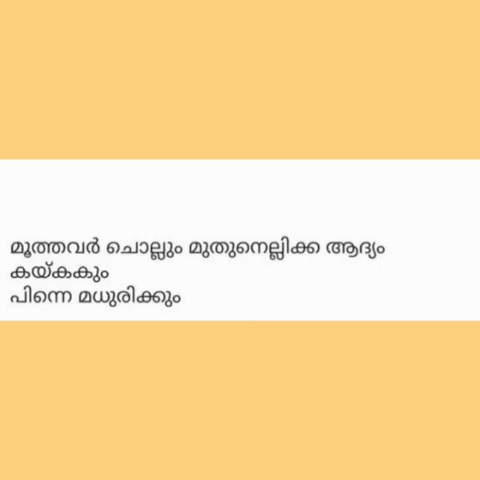 മൂത്തവർ ചൊല്ലും മുതുനെല്ലിക്ക ആദ്യം
കയ്കകും
പിന്നെ മധുരിക്കും